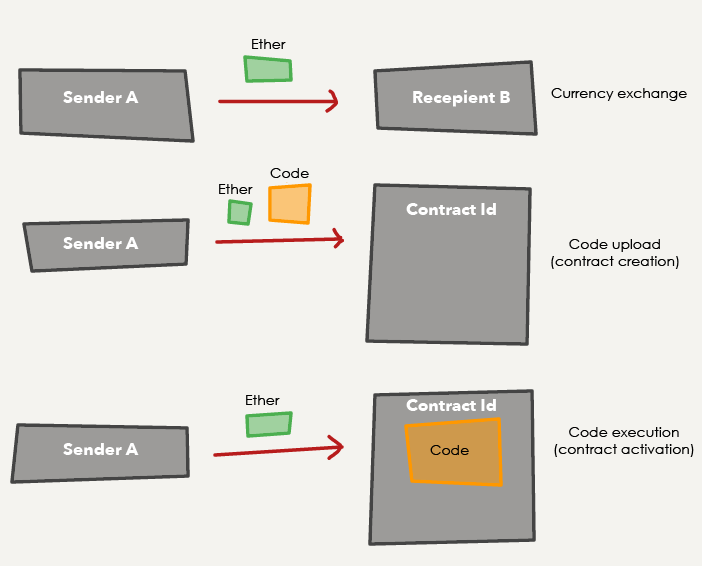 Ether
Sender A
Recepient B
Currency exchange
Code
Ether
Sender A
Contract Id
Code upload
(contract creation)
Ether
Sender A
Contract Id
Code
Code execution
(contract activation)